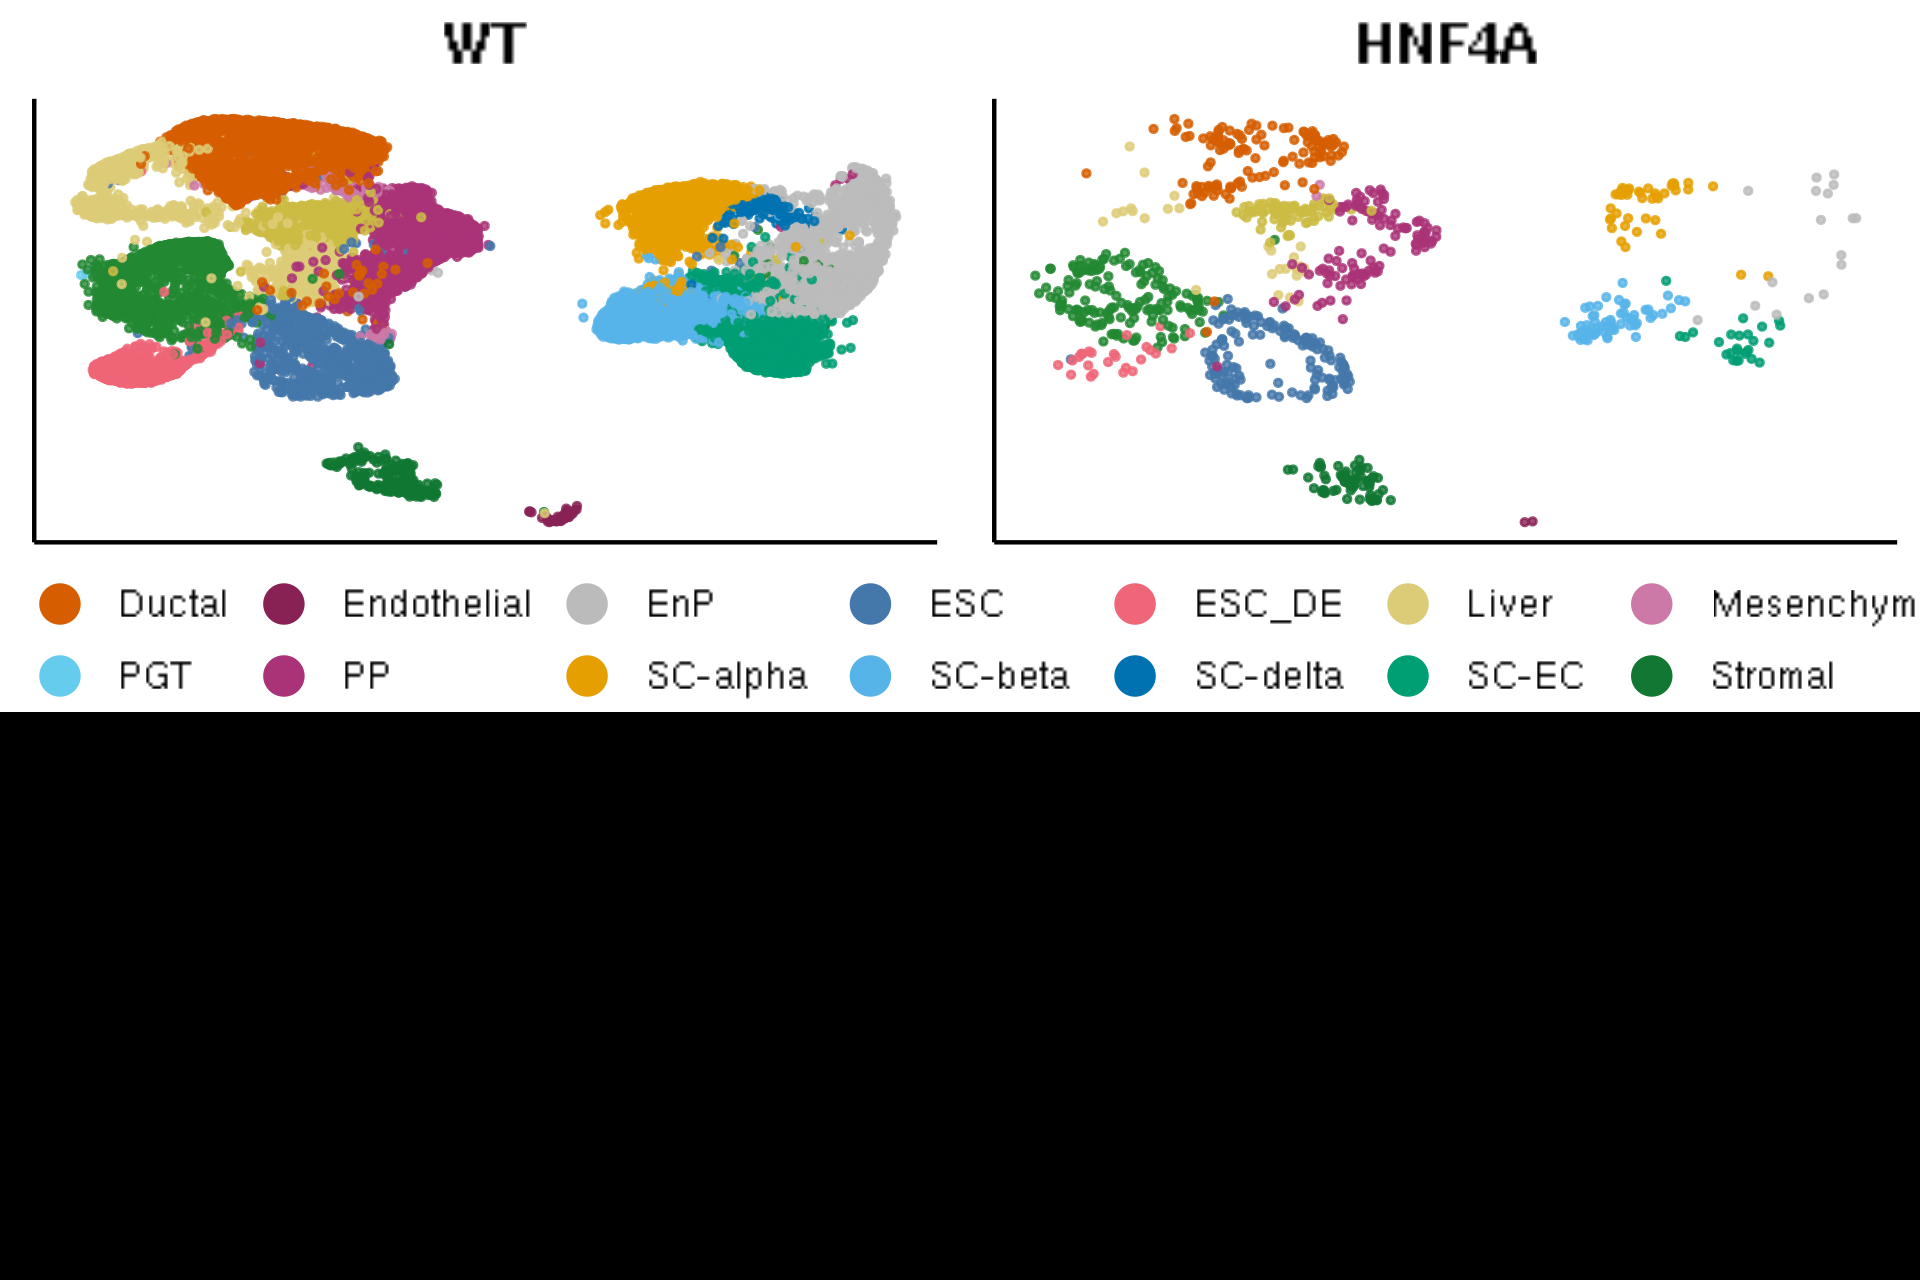 WT HNF4A
Ductal Endothelial EnP ESC ESC_DE Liver Mesenchym
PGT PP SC-alpha SC-beta SC-delta SC-EC Stromal